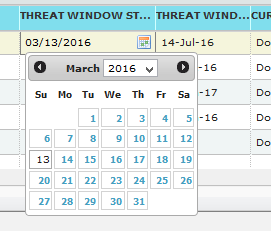 THREAT WINDOW ST... THREAT WIND... CUR
03/13/2016 14-Jul-16 Do
March 2016 -16 Do
Su Mo Tu We Th Fr Sa -17 Do
1 2 3 4 5 -16 Do
6 7 8 9 10 11 12 Do
13 14 15 16 17 18 19
20 21 22 23 24 25 26
27 28 29 30 31